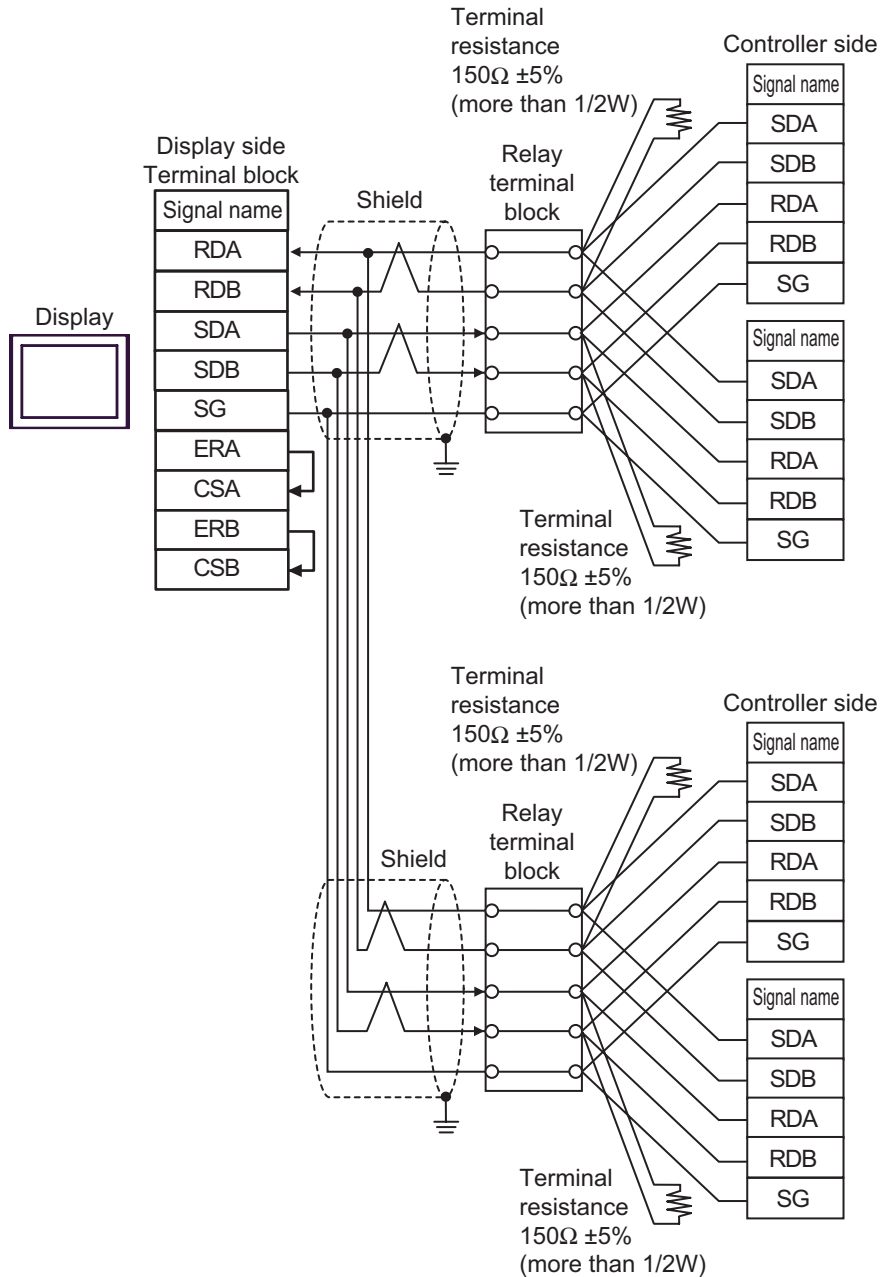 Terminal
resistance
150Ω ±5%
(more than 1/2W)
Controller side
Signal name
SDA
SDB
RDA
RDB
SG
Display side
Terminal block
Signal name
RDA
RDB
SDA
SDB
SG
ERA
CSA
ERB
CSB
Shield
Relay
terminal
block
Display
Signal name
SDA
SDB
RDA
RDB
SG
Terminal
resistance
150Ω ±5%
(more than 1/2W)
Terminal
resistance
150Ω ±5%
(more than 1/2W)
Controller side
Signal name
SDA
SDB
RDA
RDB
SG
Relay
terminal
block
Shield
Signal name
SDA
SDB
RDA
RDB
SG
Terminal
resistance
150Ω ±5%
(more than 1/2W)